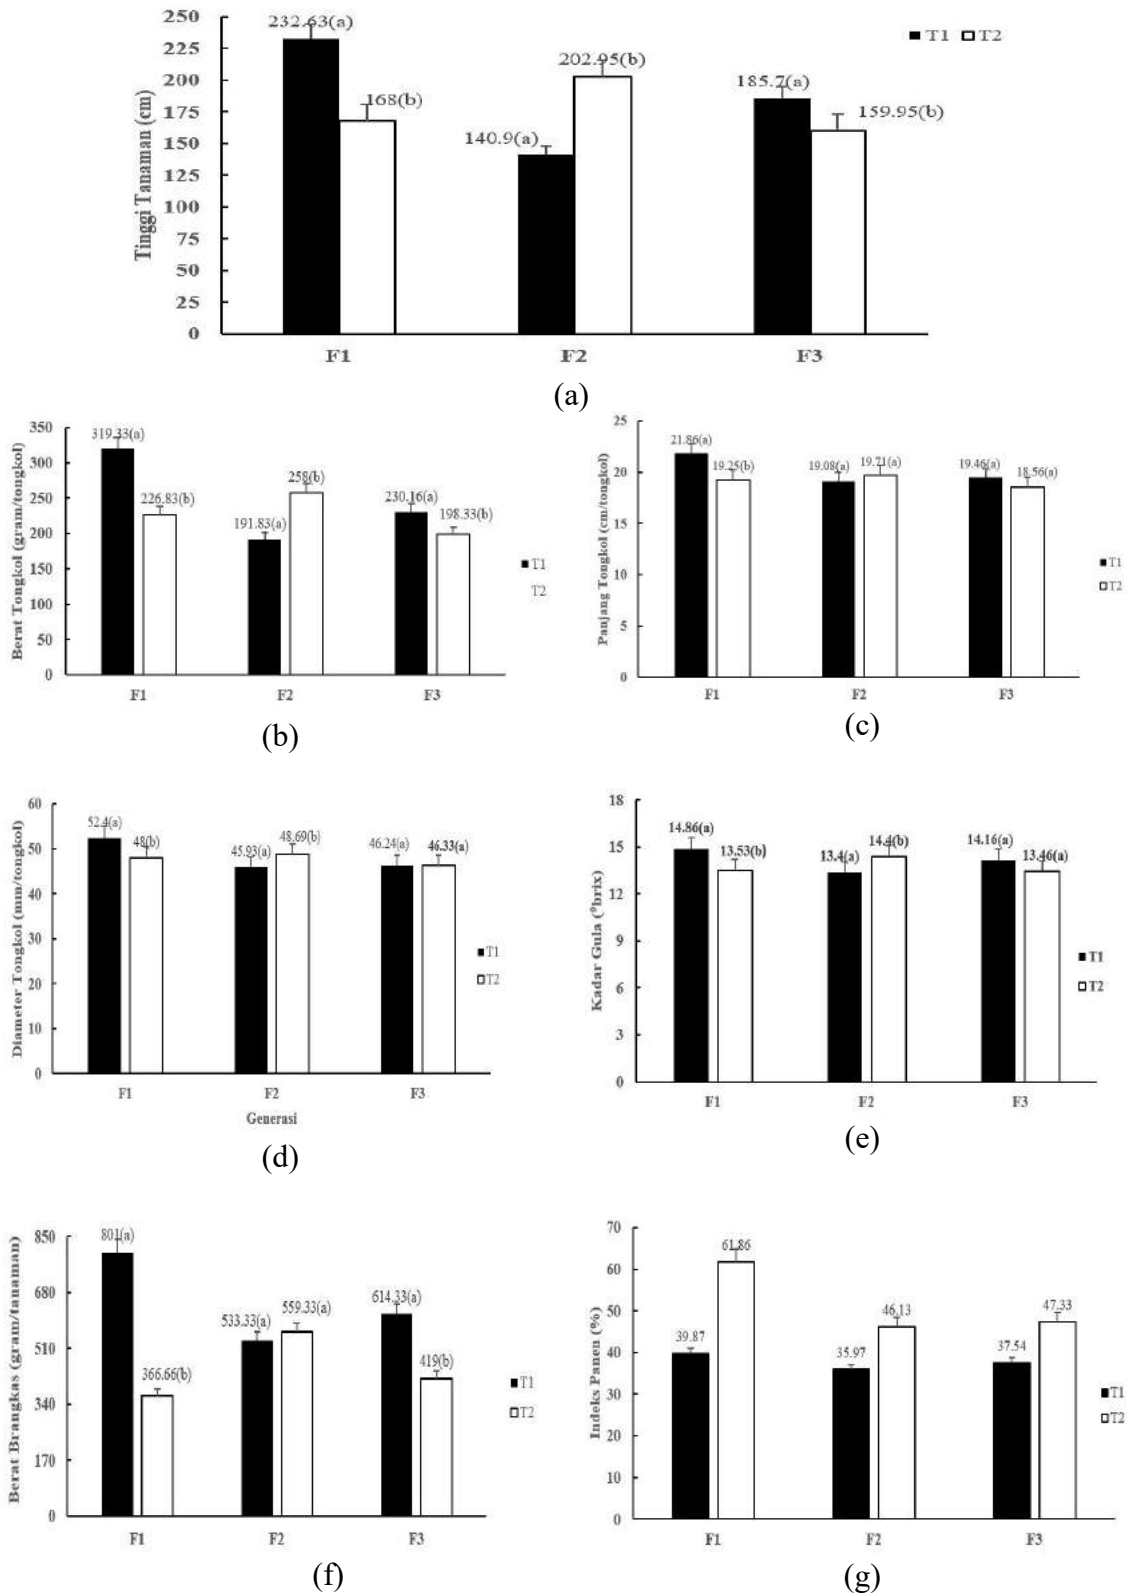 250
225
200
175
150
125
100
75
50
25
0
Tinggi Tanaman (cm)
232.63(a)
168(b)
140.9(a)
202.95(b)
185.7(a)
159.95(b)
T1 T2
F1 F2 F3
(a)
350
300
250
200
150
100
50
0
Berat Tongkol (gram/tongkol)
319.33(a)
226.83(b)
191.83(a)
258(b)
230.16(a)
198.33(b)
T1
T2
F1 F2 F3
(b)
25
20
15
10
5
0
Panjang Tongkol (cm/tongkol)
21.86(a)
19.25(b)
19.08(a)
19.71(a)
19.46(a)
18.56(a)
T1
T2
F1 F2 F3
(c)
60
50
40
30
20
10
0
Diameter Tongkol (mm/tongkol)
52.4(a)
48(b)
45.93(a)
48.69(b)
46.24(a)
46.33(a)
T1
T2
F1 F2 F3
Generasi
(d)
18
15
12
9
6
3
0
Kadar Gula (⁰brix)
14.86(a)
13.53(b)
13.4(a)
14.4(b)
14.16(a)
13.46(a)
T1
T2
F1 F2 F3
(e)
850
680
510
340
170
0
Berat Brangkas (gram/tanaman)
801(a)
366.66(b)
533.33(a)
559.33(a)
614.33(a)
419(b)
T1
T2
F1 F2 F3
(f)
70
60
50
40
30
20
10
0
Indeks Panen (%)
39.87
61.86
35.97
46.13
37.54
47.33
T1
T2
F1 F2 F3
(g)